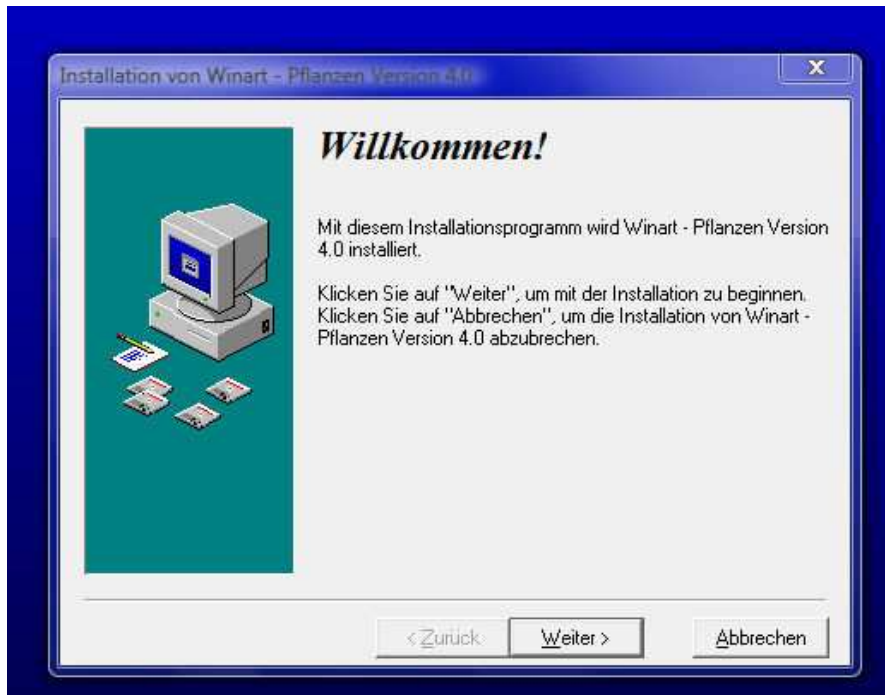 Installation von Winart - Pflanzen Version 4.0
X
Willkommen!
Mit diesem Installationsprogramm wird Winart - Pflanzen Version
4.0 installiert.
Klicken Sie auf "Weiter", um mit der Installation zu beginnen.
Klicken Sie auf "Abbrechen", um die Installation von Winart -
Pflanzen Version 4.0 abzubrechen.
< Zurück
Weiter >
Abbrechen